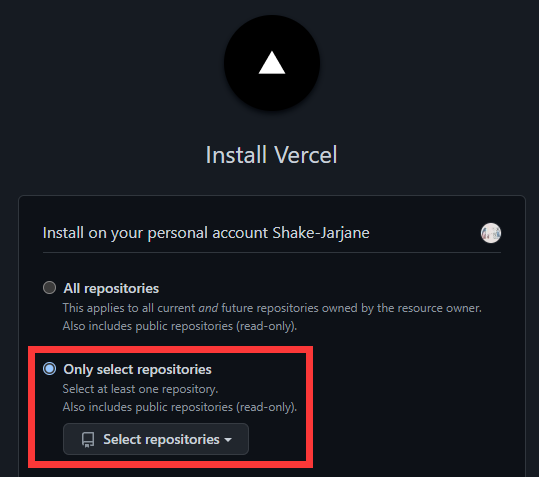 Install Vercel
Install on your personal account Shake-Jarjane
All repositories
This applies to all current and future repositories owned by the resource owner.
Also includes public repositories (read-only).
Only select repositories
Select at least one repository.
Also includes public repositories (read-only).
Select repositories